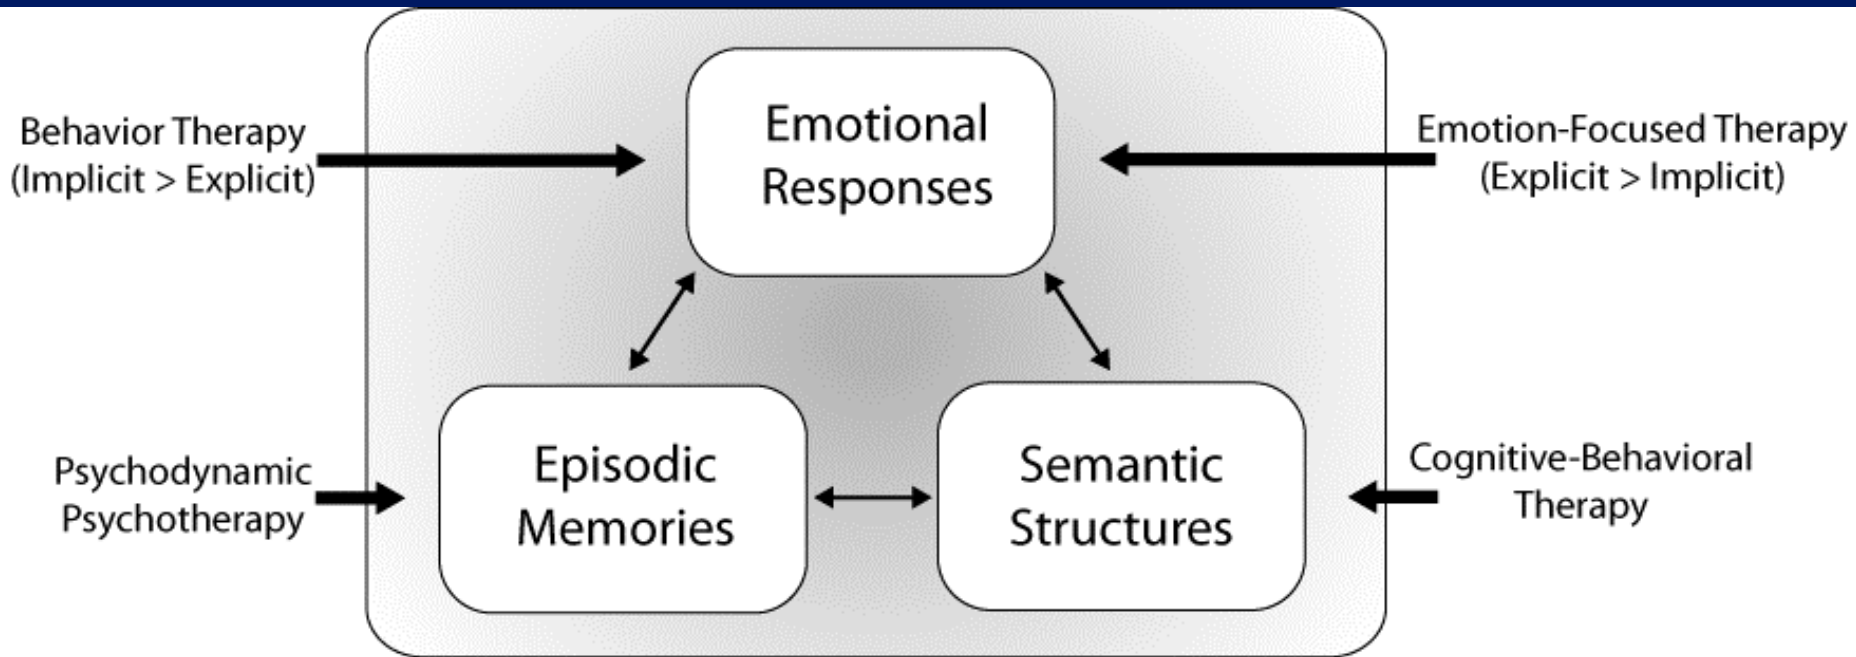 Emotional
Responses
Behavior Therapy
(Implicit > Explicit)
Emotion-Focused Therapy
(Explicit > Implicit)
Episodic
Memories
Semantic
Structures
Psychodynamic
Psychotherapy
Cognitive-Behavioral
Therapy